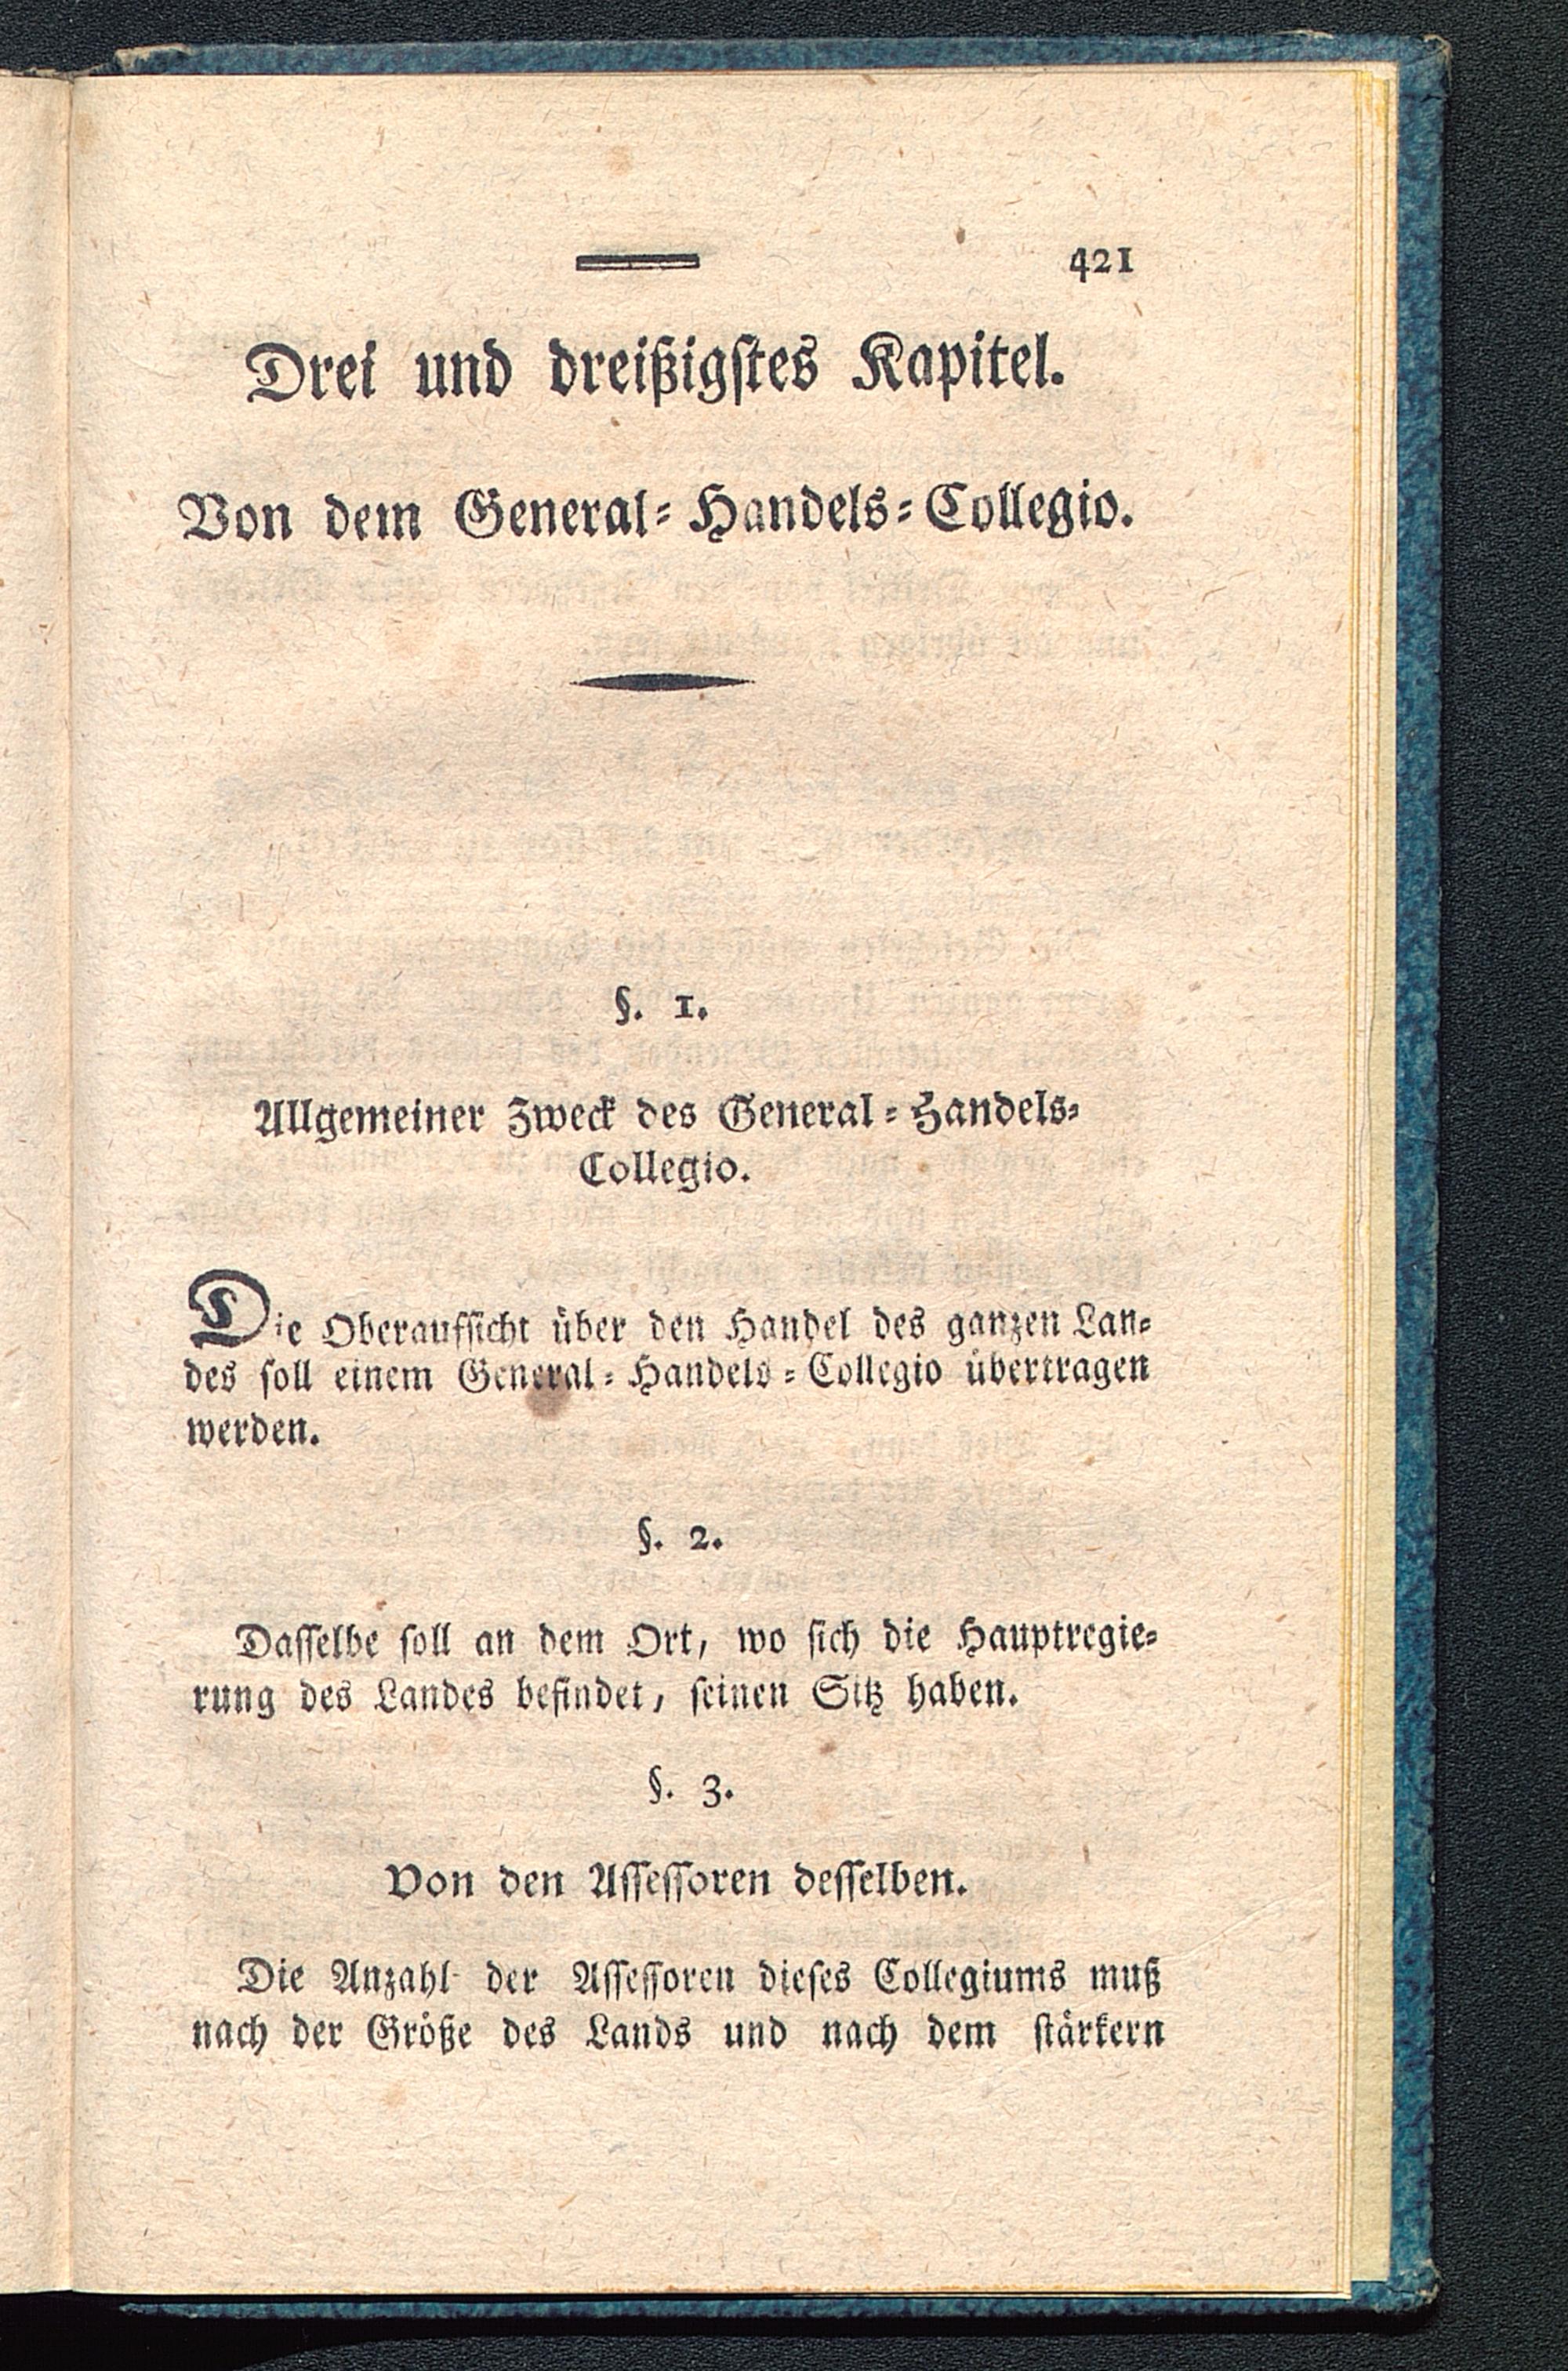 421
Drei und dreißigstes Kapitel.
Von dem General-Handels-Collegio.
§. 1.
Allgemeiner Zweck des General-Handels-
Collegio.
Die Oberaufsicht über den Handel des ganzen Lan-
des soll einem General-Handels-Collegio übertragen
werden.
§. 2.
Dasselbe soll an dem Ort, wo sich die Hauptregie-
rung des Landes befindet, seinen Sitz haben.
§. 3.
Von den Assessoren desselben.
Die Anzahl der Assessoren dieses Collegiums muß
nach der Größe des Lands und nach dem stärkern